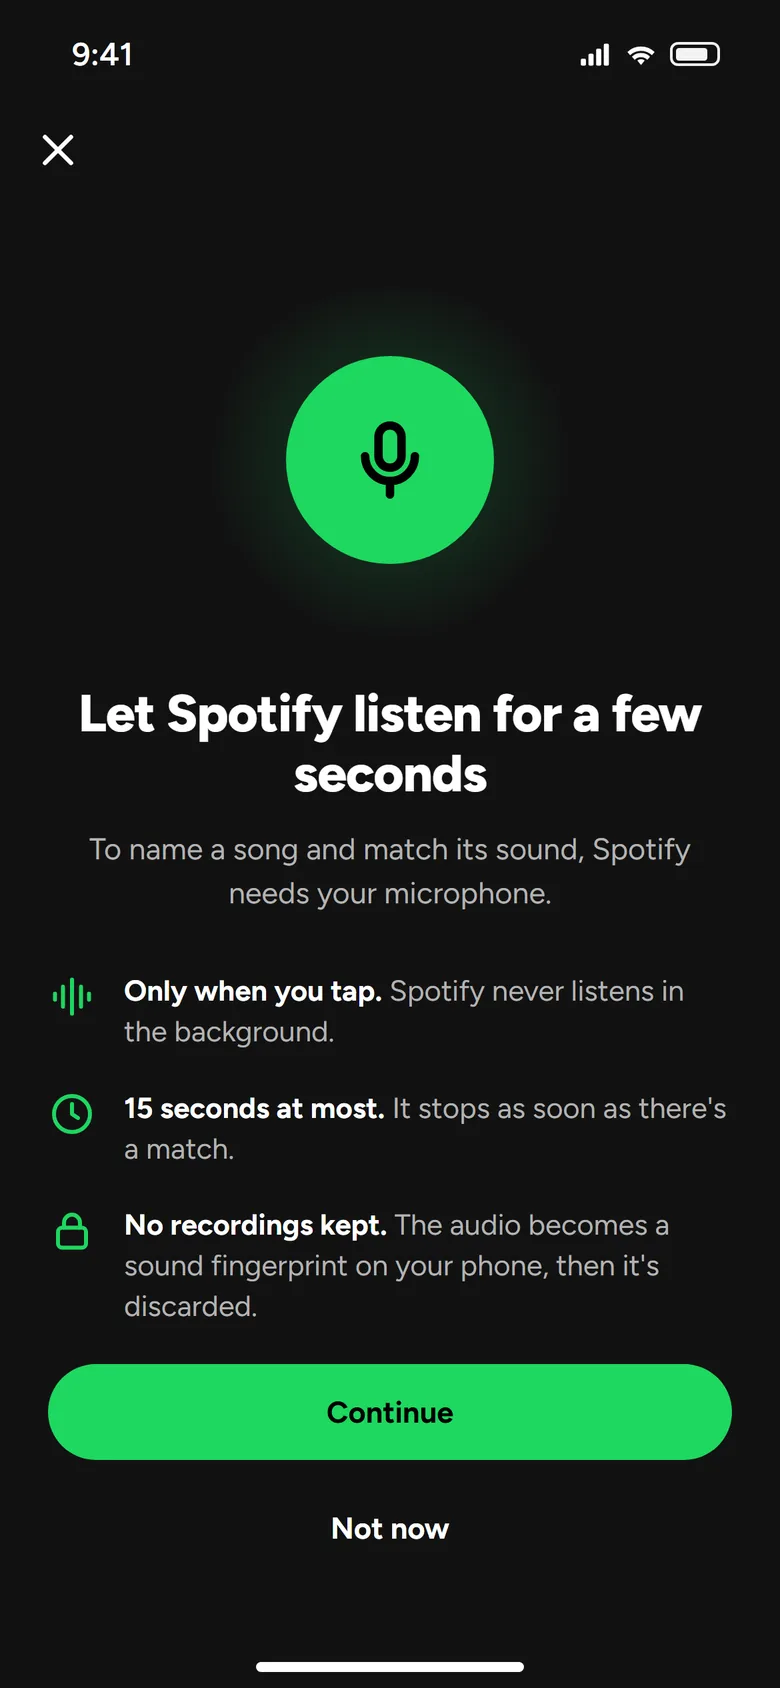 9:41
Let Spotify listen for a few
seconds
To name a song and match its sound, Spotify
needs your microphone.
Only when you tap. Spotify never listens in
the background.
15 seconds at most. It stops as soon as there's
a match.
No recordings kept. The audio becomes a
sound fingerprint on your phone, then it's
discarded.
Continue
Not now